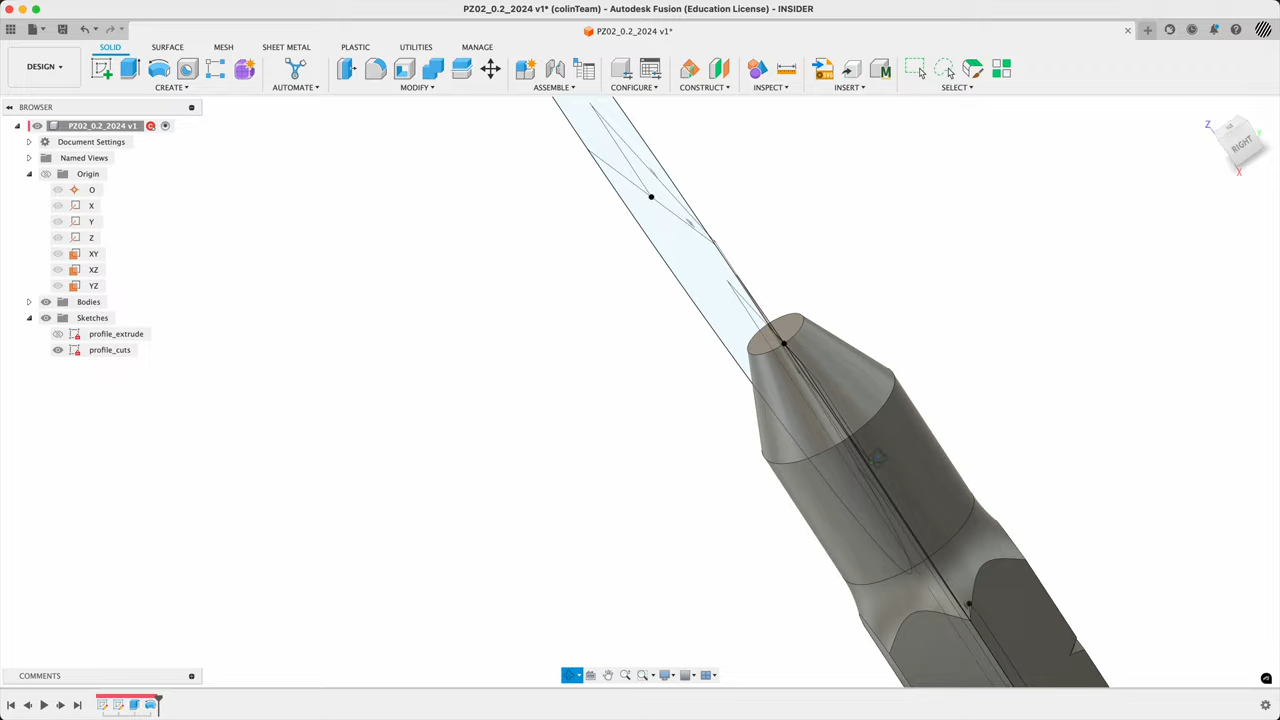 PZ02_0.2_2024 v1* (colinTeam) - Autodesk Fusion (Education License) - INSIDER
PZ02_0.2_2024 v1*
SOLID SURFACE MESH SHEET METAL PLASTIC UTILITIES MANAGE
DESIGN
CREATE AUTOMATE MODIFY ASSEMBLE CONFIGURE CONSTRUCT INSPECT INSERT SELECT
BROWSER
PZ02_0.2_2024 v1
Document Settings
Named Views
Origin
O
X
Y
Z
XY
XZ
YZ
Bodies
Sketches
profile_extrude
profile_cuts
Z
RIGHT
Y
X
COMMENTS